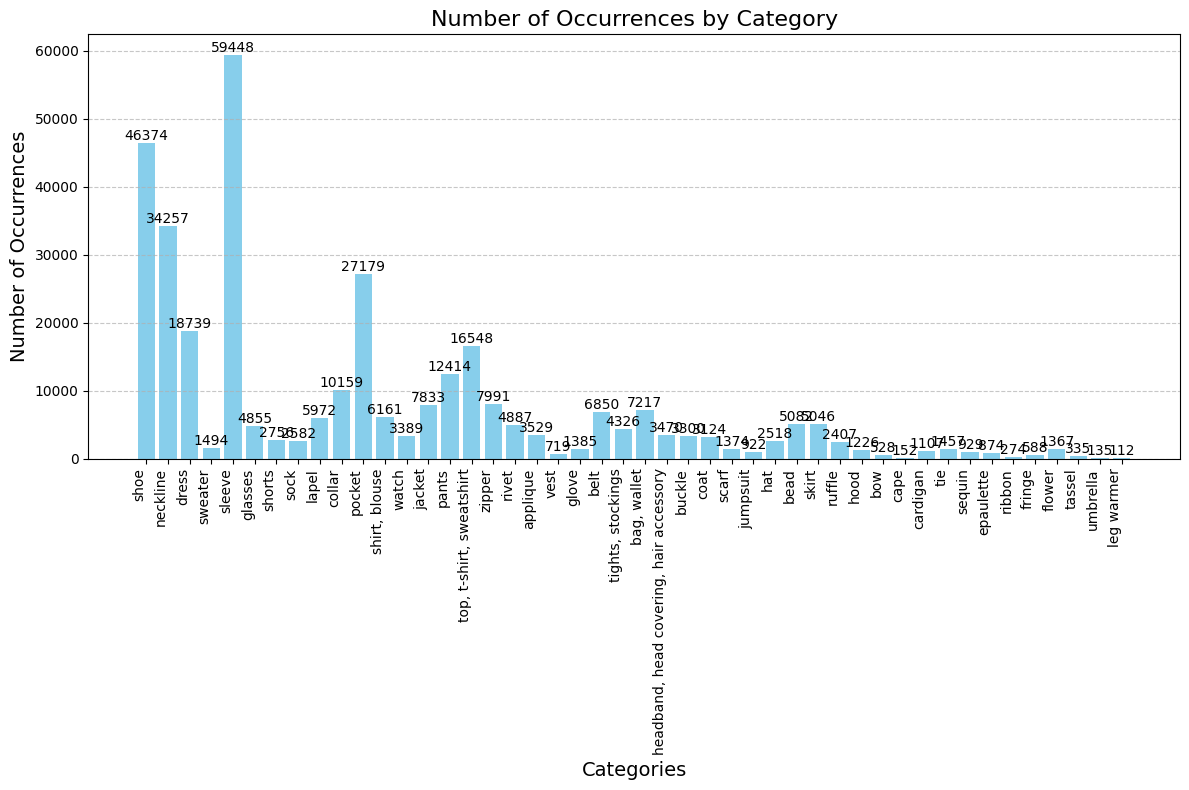 Number of Occurrences by Category
Number of Occurrences
60000
50000
40000
30000
20000
10000
0
46374
34257
18739
1494
59448
4855
2756
2582
5972
10159
27179
6161
3389
7833
12414
16548
7991
4887
3529
719
1385
6850
4326
7217
3470
3300
3124
1374
922
2518
5082
5046
2407
1226
528
152
1107
1457
929
874
274
588
1367
335
135
112
shoe
neckline
dress
sweater
sleeve
glasses
shorts
sock
lapel
collar
pocket
shirt, blouse
watch
jacket
pants
top, t-shirt, sweatshirt
zipper
rivet
applique
vest
glove
belt
tights, stockings
bag, wallet
headband, head covering, hair accessory
buckle
coat
scarf
jumpsuit
hat
bead
skirt
ruffle
hood
bow
cape
cardigan
tie
sequin
epaulette
ribbon
fringe
flower
tassel
umbrella
leg warmer
Categories